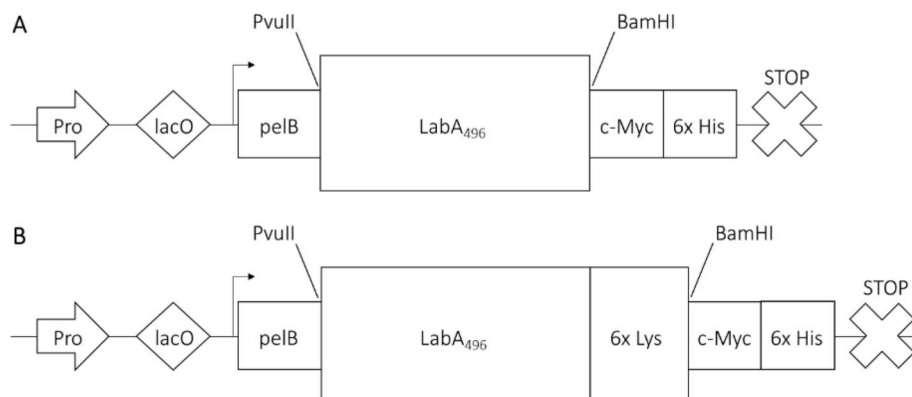 A
PvuII
BamHI
STOP
Pro
lacO
pelB
LabA₄₉₆
c-Myc
6x His
B
PvuII
BamHI
STOP
Pro
lacO
pelB
LabA₄₉₆
6x Lys
c-Myc
6x His